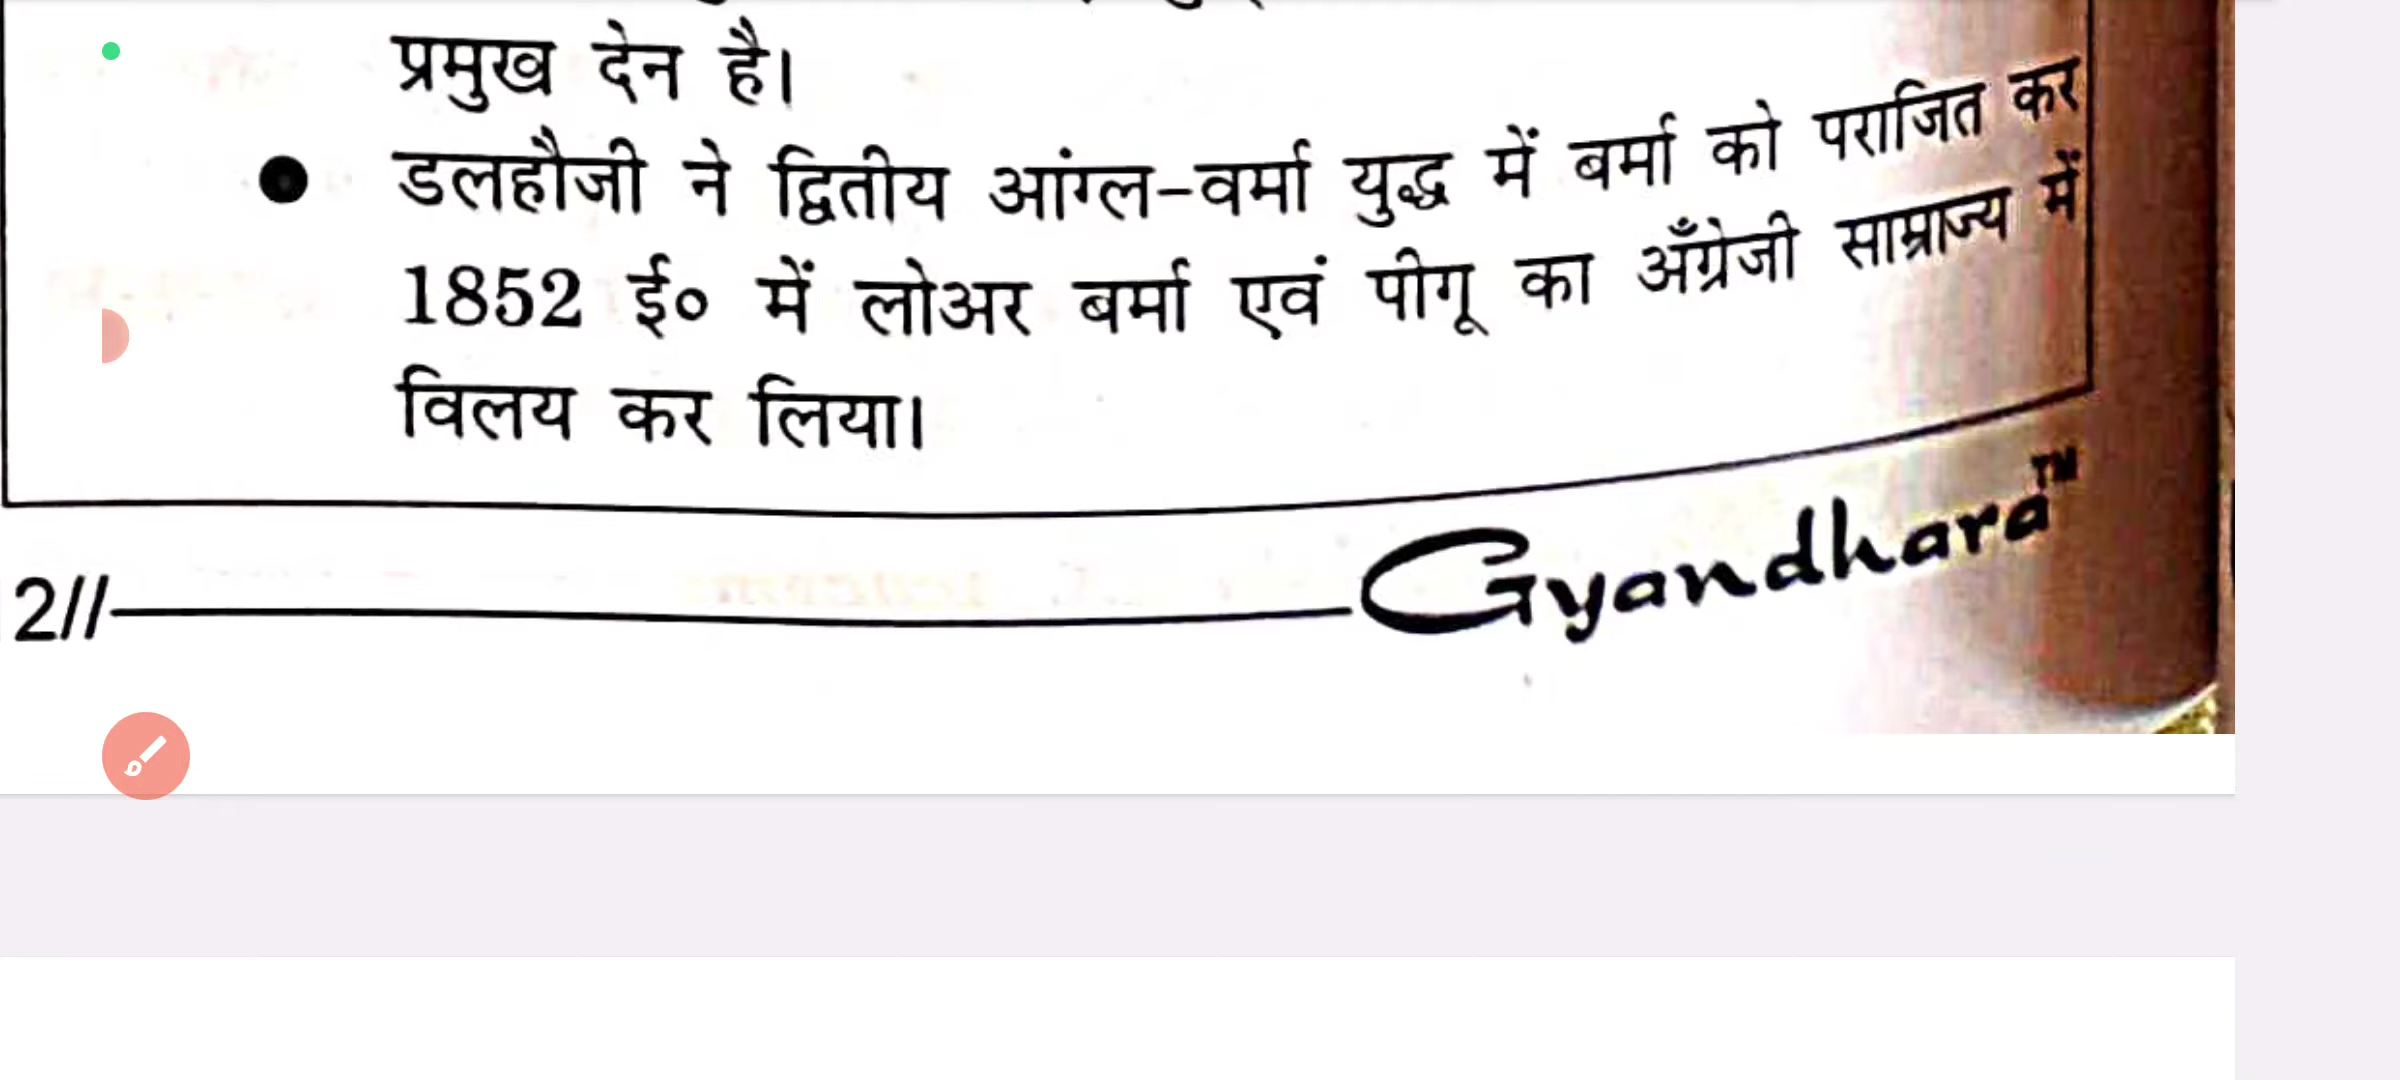 प्रमुख देन है।
● डलहौजी ने द्वितीय आंग्ल-वर्मा युद्ध में बर्मा को पराजित कर
1852 ई० में लोअर बर्मा एवं पीगू का अँग्रेजी साम्राज्य में
विलय कर लिया।
2//
Gyandhara™